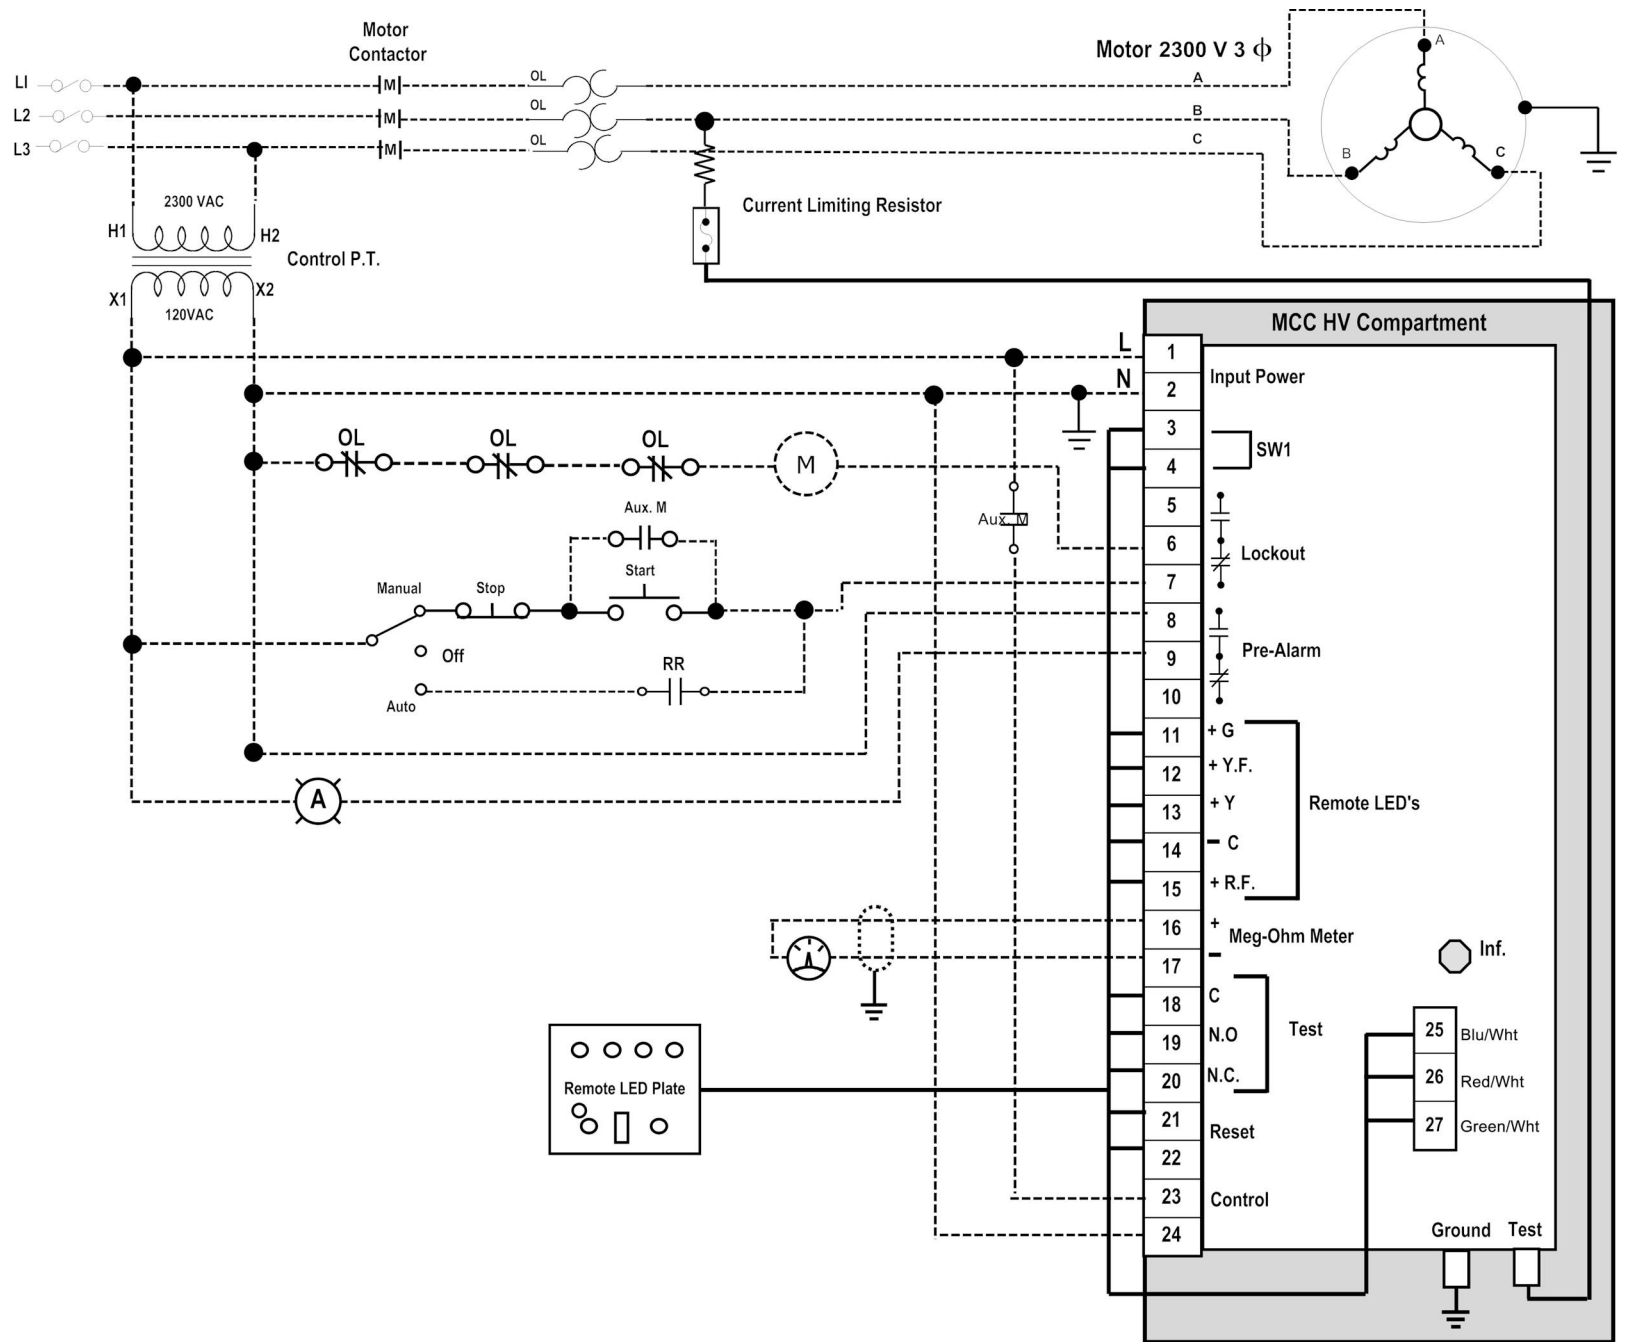 Motor
Contactor
Motor 2300 V 3 ϕ
L1
L2
L3
M
M
M
OL
OL
OL
A
B
C
A
B
C
2300 VAC
H1
H2
Control P.T.
X1
X2
120VAC
Current Limiting Resistor
MCC HV Compartment
L
N
1
2
3
4
5
6
7
8
9
10
11
12
13
14
15
16
17
18
19
20
21
22
23
24
Input Power
SW1
Lockout
Pre-Alarm
+ G
+ Y.F.
+ Y
- C
+ R.F.
Remote LED's
+
-
Meg-Ohm Meter
C
N.O
N.C.
Test
Reset
Control
Inf.
25 Blu/Wht
26 Red/Wht
27 Green/Wht
Ground
Test
OL
OL
OL
M
Aux. M
Aux. M
Start
Manual
Stop
Off
Auto
RR
A
Remote LED Plate